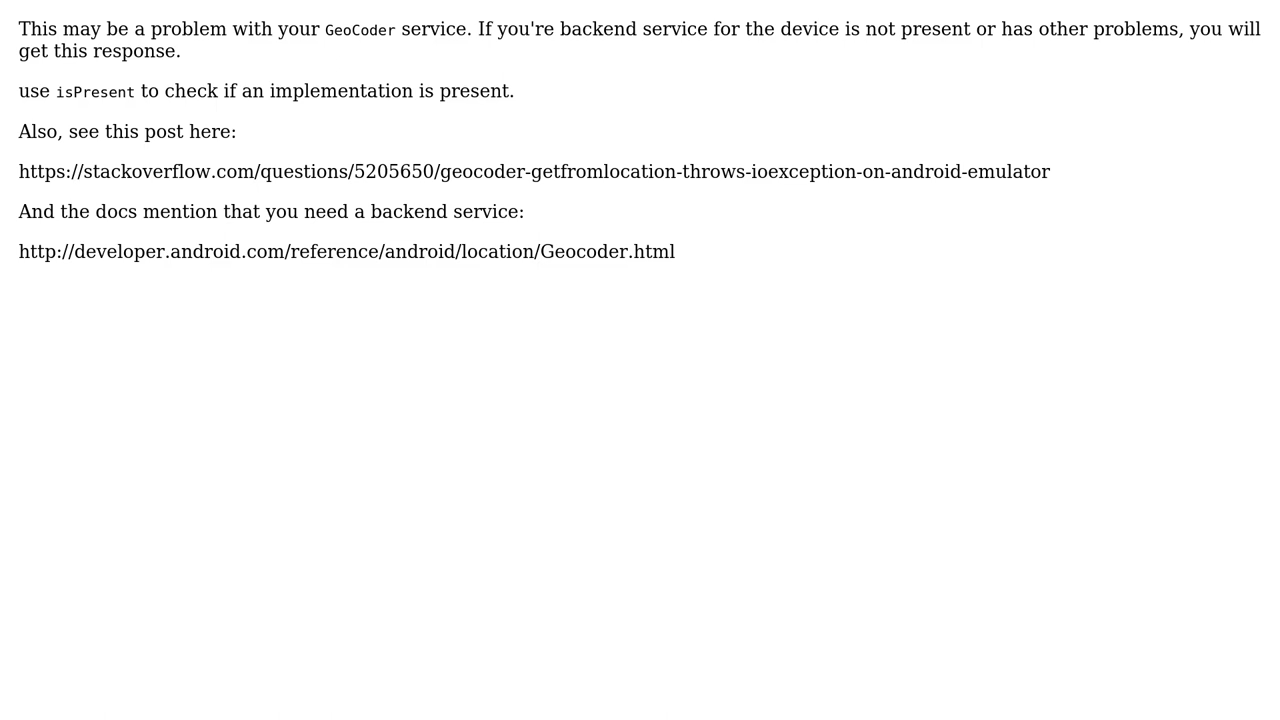 This may be a problem with your GeoCoder service. If you're backend service for the device is not present or has other problems, you will
get this response.
use isPresent to check if an implementation is present.
Also, see this post here:
https://stackoverflow.com/questions/5205650/geocoder-getfromlocation-throws-ioexception-on-android-emulator
And the docs mention that you need a backend service:
http://developer.android.com/reference/android/location/Geocoder.html